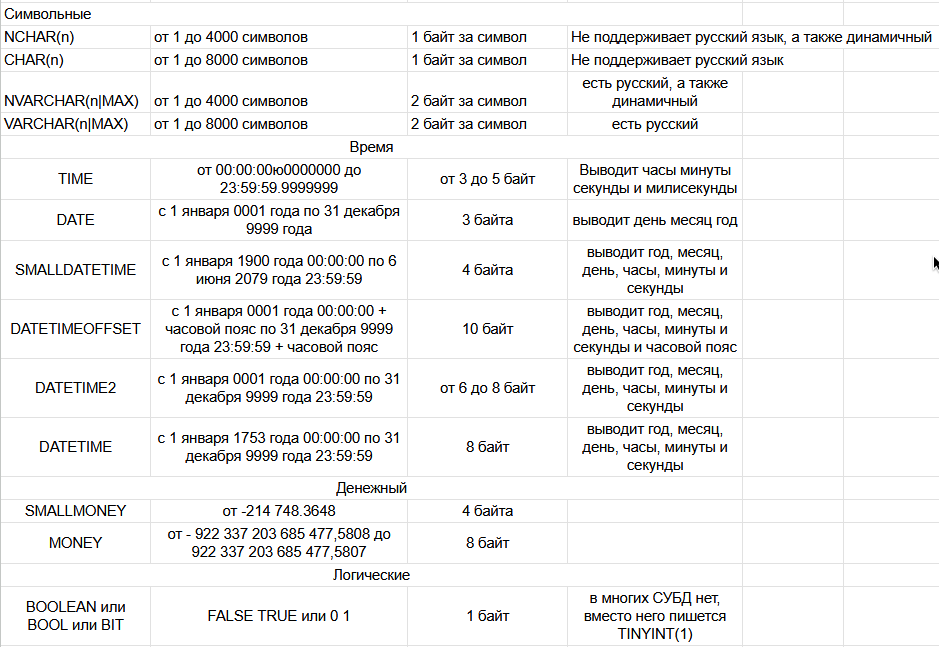 Символьные
NCHAR(n) от 1 до 4000 символов 1 байт за символ Не поддерживает русский язык, а также динамичный
CHAR(n) от 1 до 8000 символов 1 байт за символ Не поддерживает русский язык
NVARCHAR(n|MAX) от 1 до 4000 символов 2 байт за символ есть русский, а также
динамичный
VARCHAR(n|MAX) от 1 до 8000 символов 2 байт за символ есть русский
Время
TIME
от 00:00:00ю0000000 до
23:59:59.9999999
от 3 до 5 байт
Выводит часы минуты
секунды и милисекунды
DATE
с 1 января 0001 года по 31 декабря
9999 года
3 байта
выводит день месяц год
SMALLDATETIME
с 1 января 1900 года 00:00:00 по 6
июня 2079 года 23:59:59
4 байта
выводит год, месяц,
день, часы, минуты и
секунды
DATETIMEOFFSET
с 1 января 0001 года 00:00:00 +
часовой пояс по 31 декабря 9999
года 23:59:59 + часовой пояс
10 байт
выводит год, месяц,
день, часы, минуты и
секунды и часовой пояс
DATETIME2
с 1 января 0001 года 00:00:00 по 31
декабря 9999 года 23:59:59
от 6 до 8 байт
выводит год, месяц,
день, часы, минуты и
секунды
DATETIME
с 1 января 1753 года 00:00:00 по 31
декабря 9999 года 23:59:59
8 байт
выводит год, месяц,
день, часы, минуты и
секунды
Денежный
SMALLMONEY от -214 748.3648 4 байта
MONEY
от - 922 337 203 685 477,5808 до
922 337 203 685 477,5807
8 байт
Логические
BOOLEAN или
BOOL или BIT
FALSE TRUE или 0 1
1 байт
в многих СУБД нет,
вместо него пишется
TINYINT(1)